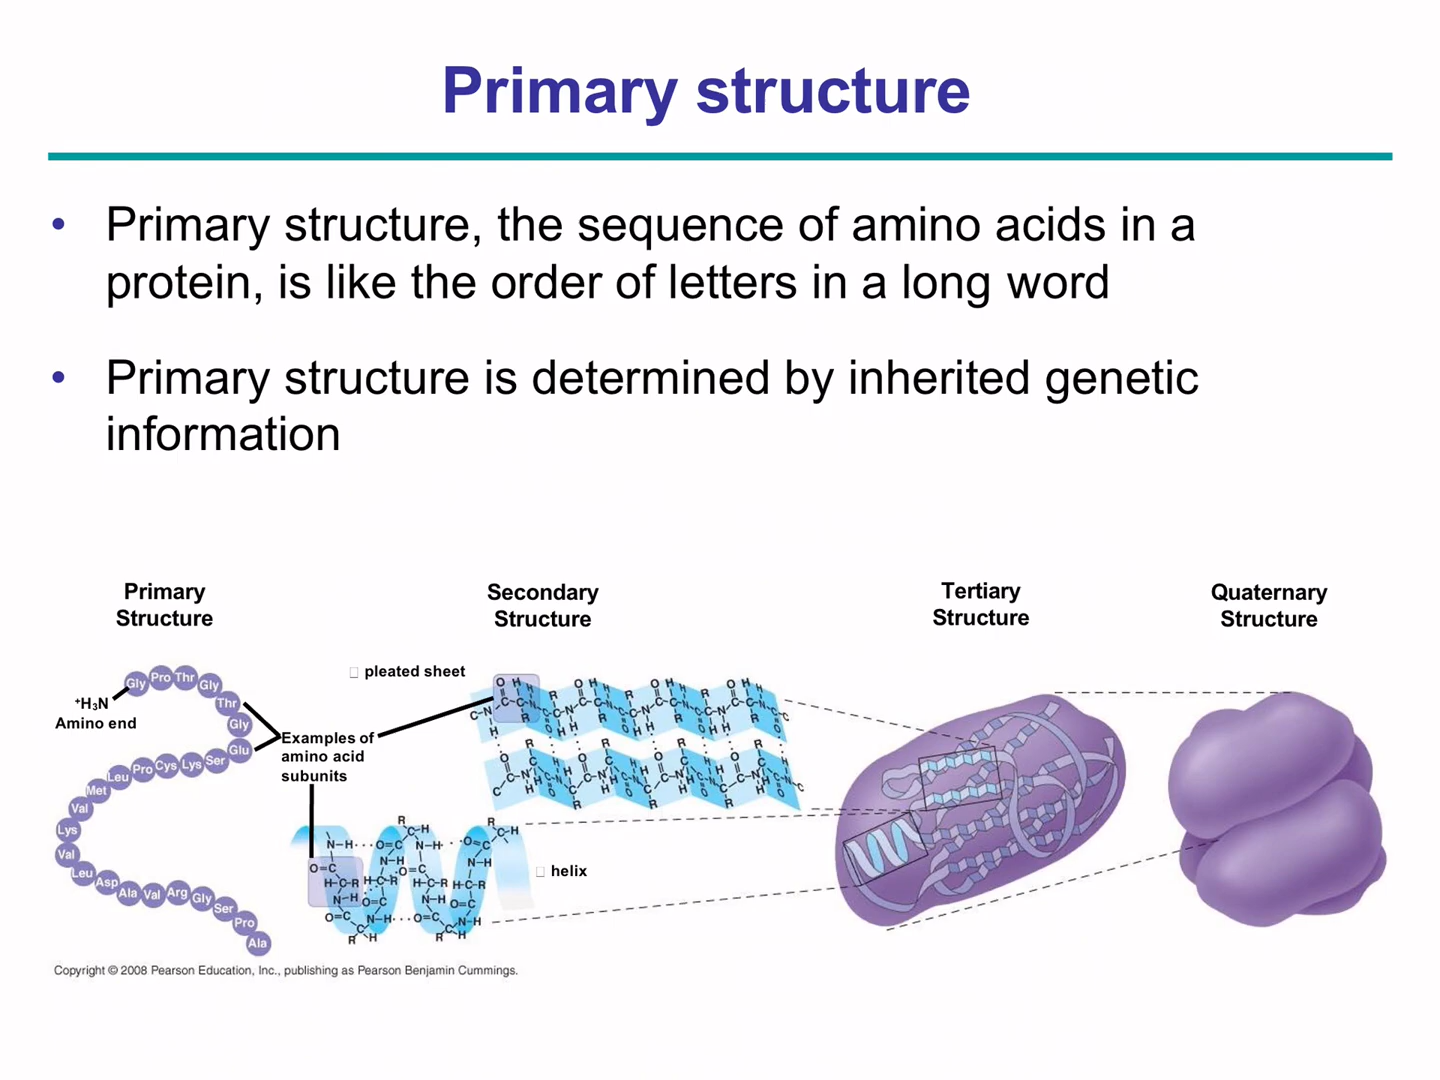 Primary structure
• Primary structure, the sequence of amino acids in a
protein, is like the order of letters in a long word
• Primary structure is determined by inherited genetic
information
Primary
Structure
Secondary
Structure
Tertiary
Structure
Quaternary
Structure
pleated sheet
⁺H₃N
Amino end
Gly
Pro
Thr
Gly
Thr
Gly
Glu
Ser
Lys
Cys
Pro
Leu
Met
Val
Lys
Val
Leu
Asp
Ala
Val
Arg
Gly
Ser
Pro
Ala
Examples of
amino acid
subunits
helix
Copyright © 2008 Pearson Education, Inc., publishing as Pearson Benjamin Cummings.